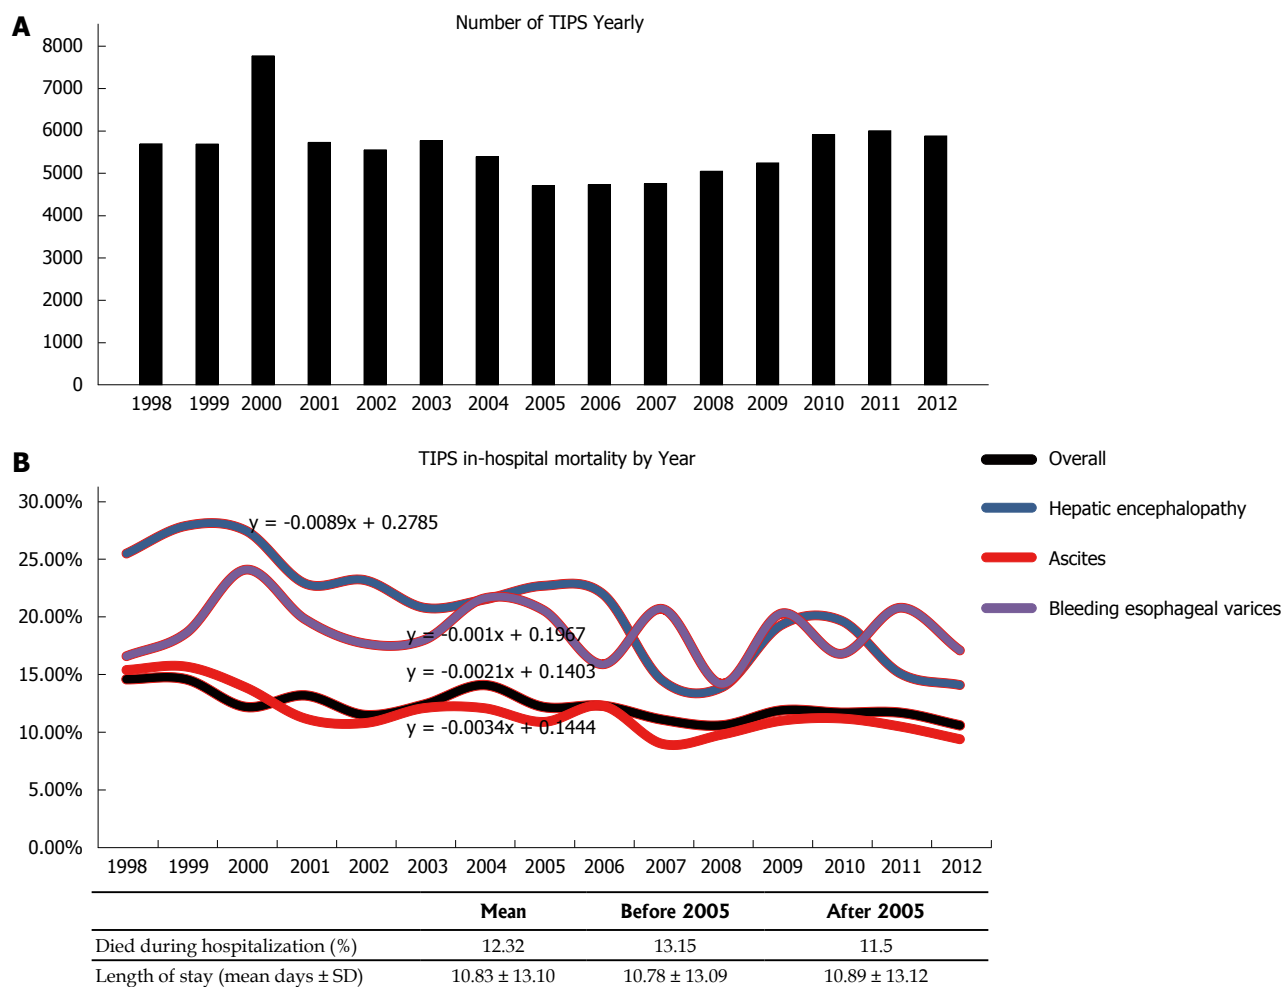 A
Number of TIPS Yearly
8000
7000
6000
5000
4000
3000
2000
1000
0
1998 1999 2000 2001 2002 2003 2004 2005 2006 2007 2008 2009 2010 2011 2012
B
TIPS in-hospital mortality by Year
Overall
Hepatic encephalopathy
Ascites
Bleeding esophageal varices
30.00%
25.00%
20.00%
15.00%
10.00%
5.00%
0.00%
y = -0.0089x + 0.2785
y = -0.001x + 0.1967
y = -0.0021x + 0.1403
y = -0.0034x + 0.1444
1998 1999 2000 2001 2002 2003 2004 2005 2006 2007 2008 2009 2010 2011 2012
Mean Before 2005 After 2005
Died during hospitalization (%) 12.32 13.15 11.5
Length of stay (mean days ± SD) 10.83 ± 13.10 10.78 ± 13.09 10.89 ± 13.12